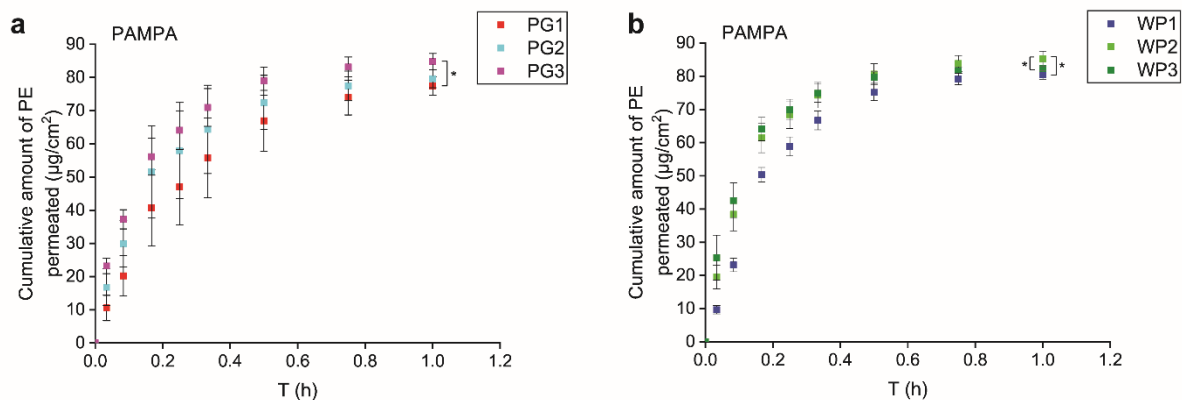 a
PAMPA
PG1
PG2
PG3
90
80
70
60
50
40
30
20
10
0
*
Cumulative amount of PE
permeated (µg/cm²)
0.0 0.2 0.4 0.6 0.8 1.0 1.2
T (h)
b
PAMPA
WP1
WP2
WP3
90
80
70
60
50
40
30
20
10
0
* *
Cumulative amount of PE
permeated (µg/cm²)
0.0 0.2 0.4 0.6 0.8 1.0 1.2
T (h)